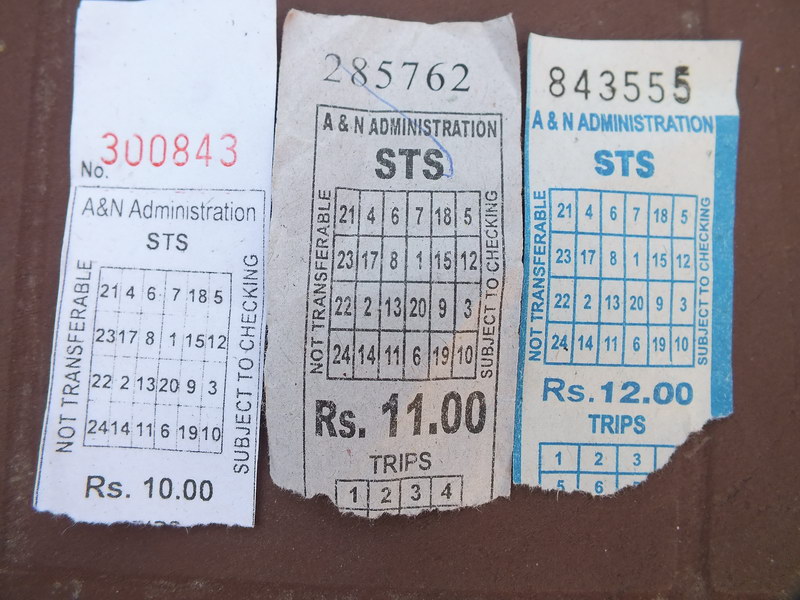 No. 300843
A&N Administration
STS
NOT TRANSFERABLE
21 4 6 7 18 5
23 17 8 1 15 12
22 2 13 20 9 3
24 14 11 6 19 10
SUBJECT TO CHECKING
Rs. 10.00
285762
A & N ADMINISTRATION
STS
NOT TRANSFERABLE
21 4 6 7 18 5
23 17 8 1 15 12
22 2 13 20 9 3
24 14 11 6 19 10
SUBJECT TO CHECKING
Rs. 11.00
TRIPS
1 2 3 4
843555
A & N ADMINISTRATION
STS
NOT TRANSFERABLE
21 4 6 7 18 5
23 17 8 1 15 12
22 2 13 20 9 3
24 14 11 6 19 10
SUBJECT TO CHECKING
Rs. 12.00
TRIPS
1 2 3
5 6